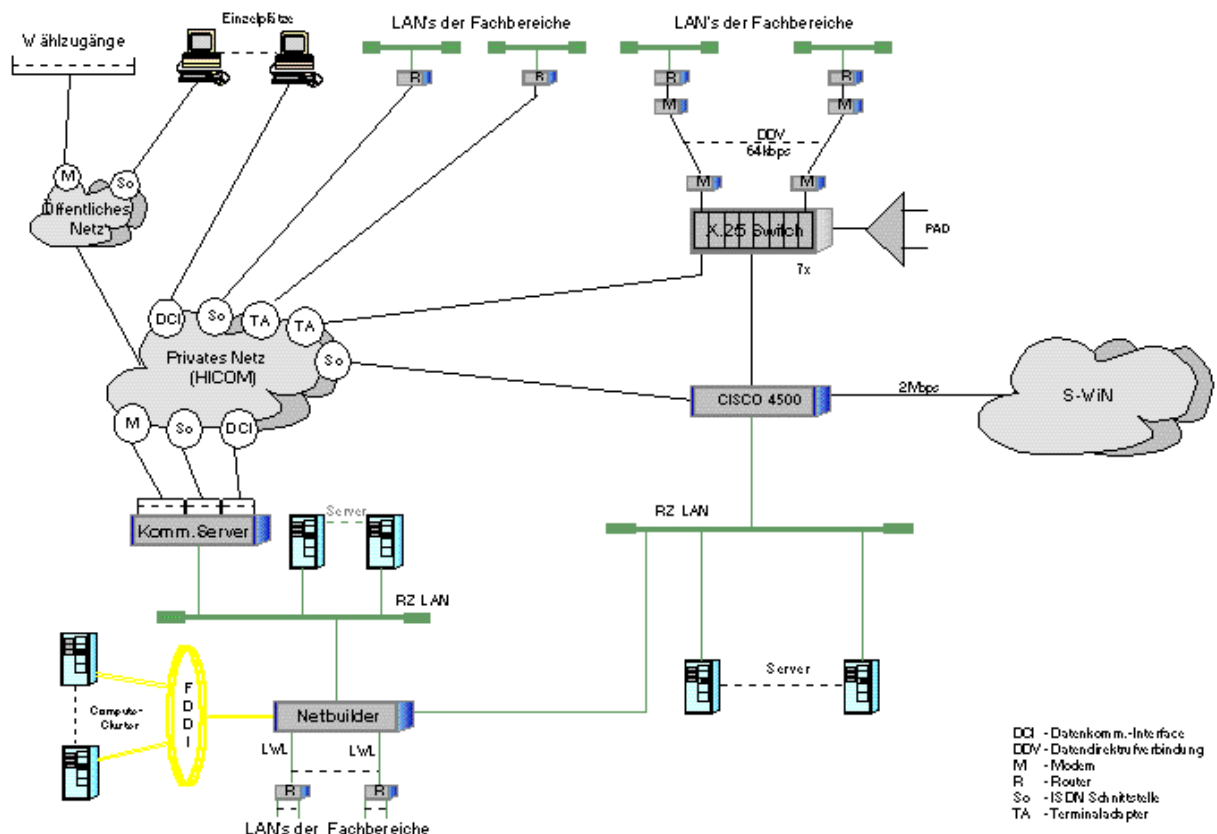 Wählzugänge
Einzelplätze
LAN's der Fachbereiche
LAN's der Fachbereiche
R
R
R
R
M
M
DDV
64kbps
M
M
M
So
Öffentliches
Netz
X.25 Switch
PAD
7x
DCI
So
TA
TA
So
Privates Netz
(HICOM)
CISCO 4500
2Mbps
S-WiN
M
So
DCI
Komm.Server
Server
RZ LAN
RZ LAN
Server
FDDI
Compute-
Cluster
Netbuilder
LWL
LWL
R
R
LAN's der Fachbereiche
DCI - Datenkomm.-Interface
DDV - Datendirektrufverbindung
M - Modem
R - Router
So - ISDN Schnittstelle
TA - Terminaladapter